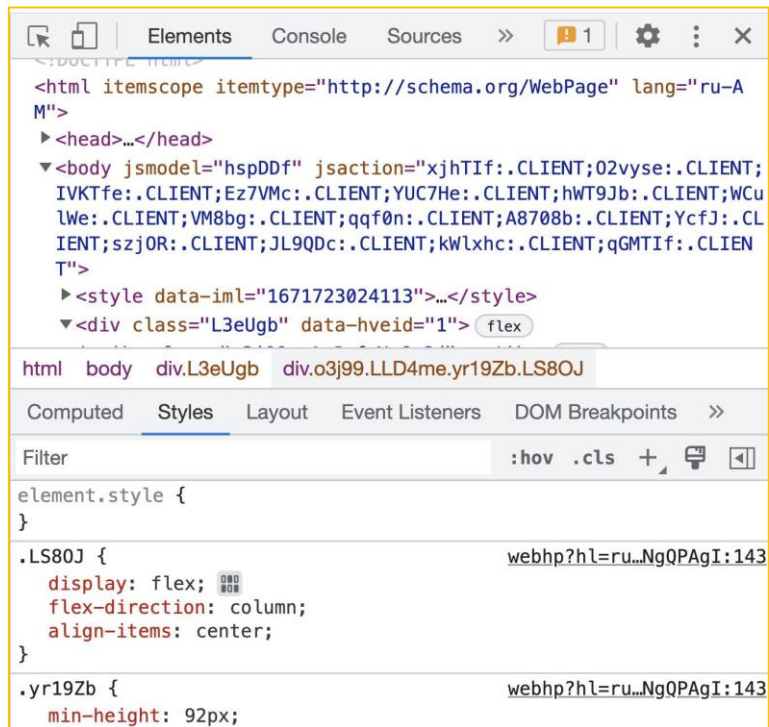 Elements Console Sources » 1
<!DOCTYPE html>
<html itemscope itemtype="http://schema.org/WebPage" lang="ru-A
M">
<head>…</head>
<body jsmodel="hspDDf" jsaction="xjhTIf:.CLIENT;O2vyse:.CLIENT;
IVKTfe:.CLIENT;Ez7VMc:.CLIENT;YUC7He:.CLIENT;hWT9Jb:.CLIENT;WCu
lWe:.CLIENT;VM8bg:.CLIENT;qqf0n:.CLIENT;A8708b:.CLIENT;YcfJ:.CL
IENT;szjOR:.CLIENT;JL9QDc:.CLIENT;kWlxhc:.CLIENT;qGMTIf:.CLIEN
T">
<style data-iml="1671723024113">…</style>
<div class="L3eUgb" data-hveid="1"> flex
html body div.L3eUgb div.o3j99.LLD4me.yr19Zb.LS8OJ
Computed Styles Layout Event Listeners DOM Breakpoints »
Filter :hov .cls +
element.style {
}
.LS8OJ { webhp?hl=ru…NgQPAgI:143
display: flex;
flex-direction: column;
align-items: center;
}
.yr19Zb { webhp?hl=ru…NgQPAgI:143
min-height: 92px;